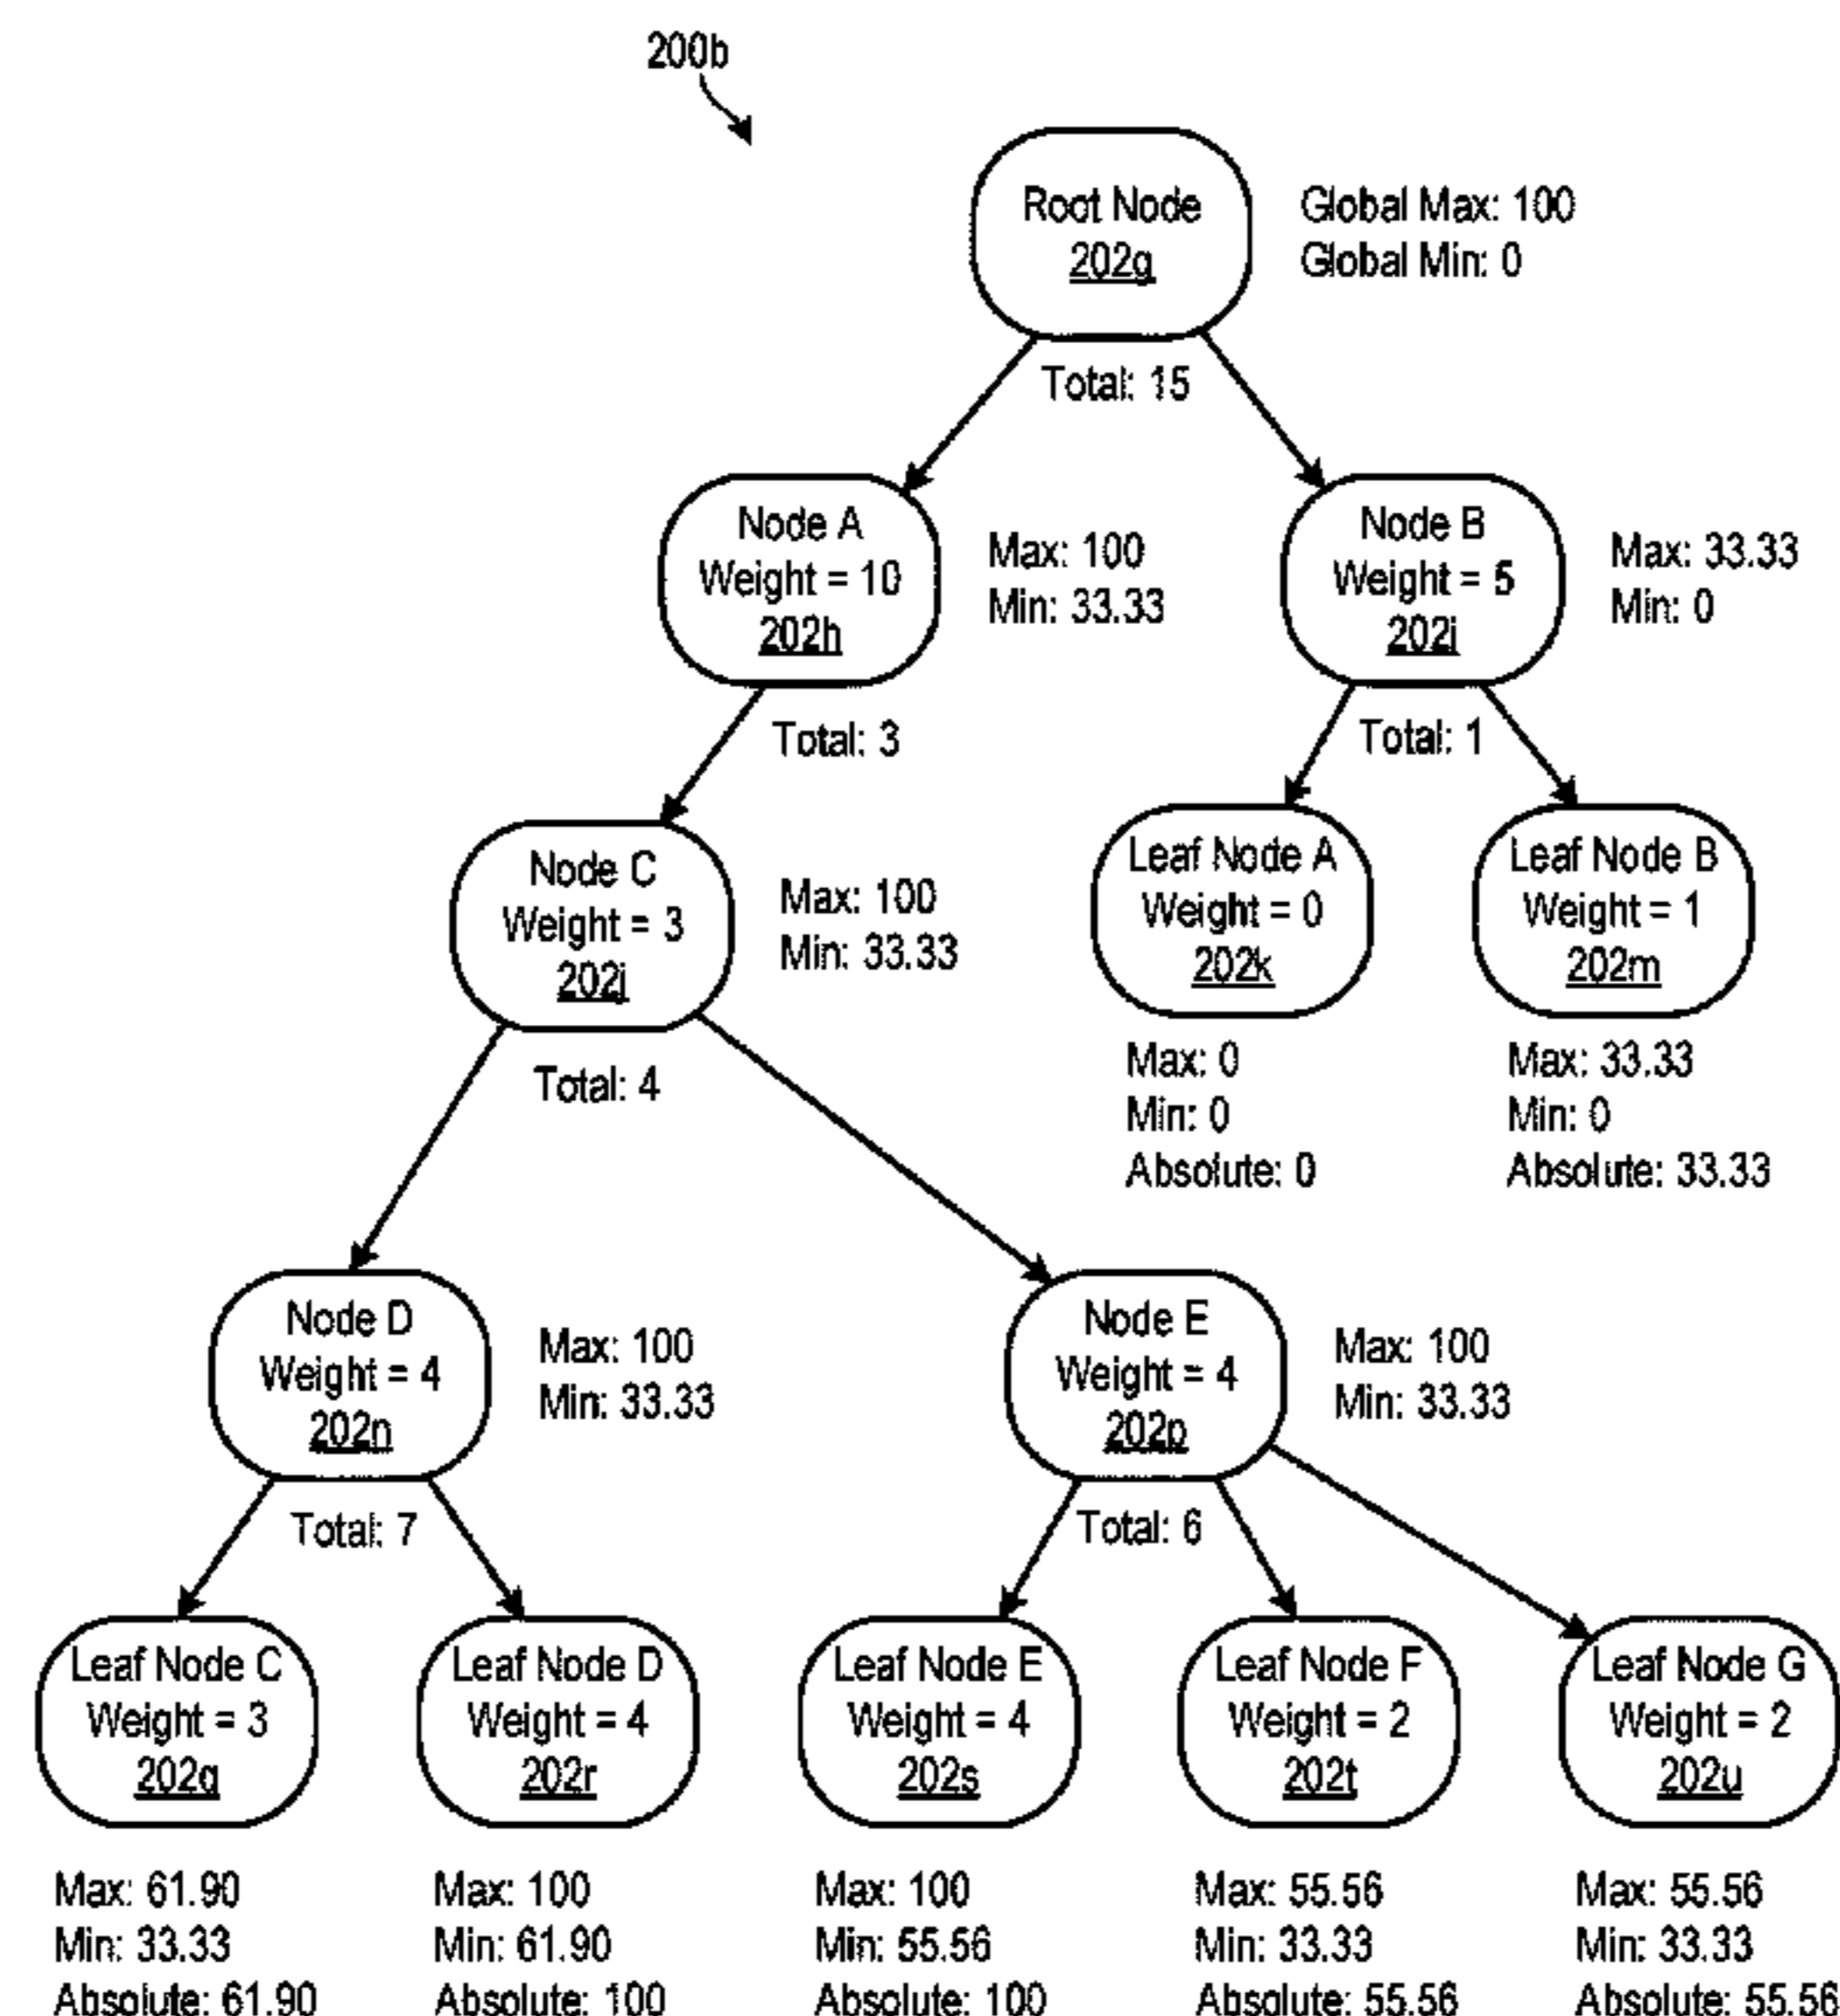 200b
Root Node
202g
Global Max: 100
Global Min: 0
Total: 15
Node A
Weight = 10
202h
Max: 100
Min: 33.33
Node B
Weight = 5
202i
Max: 33.33
Min: 0
Total: 3
Total: 1
Node C
Weight = 3
202j
Max: 100
Min: 33.33
Leaf Node A
Weight = 0
202k
Max: 0
Min: 0
Absolute: 0
Leaf Node B
Weight = 1
202m
Max: 33.33
Min: 0
Absolute: 33.33
Total: 4
Node D
Weight = 4
202n
Max: 100
Min: 33.33
Node E
Weight = 4
202p
Max: 100
Min: 33.33
Total: 7
Total: 6
Leaf Node C
Weight = 3
202q
Max: 61.90
Min: 33.33
Absolute: 61.90
Leaf Node D
Weight = 4
202r
Max: 100
Min: 61.90
Absolute: 100
Leaf Node E
Weight = 4
202s
Max: 100
Min: 55.56
Absolute: 100
Leaf Node F
Weight = 2
202t
Max: 55.56
Min: 33.33
Absolute: 55.56
Leaf Node G
Weight = 2
202u
Max: 55.56
Min: 33.33
Absolute: 55.56